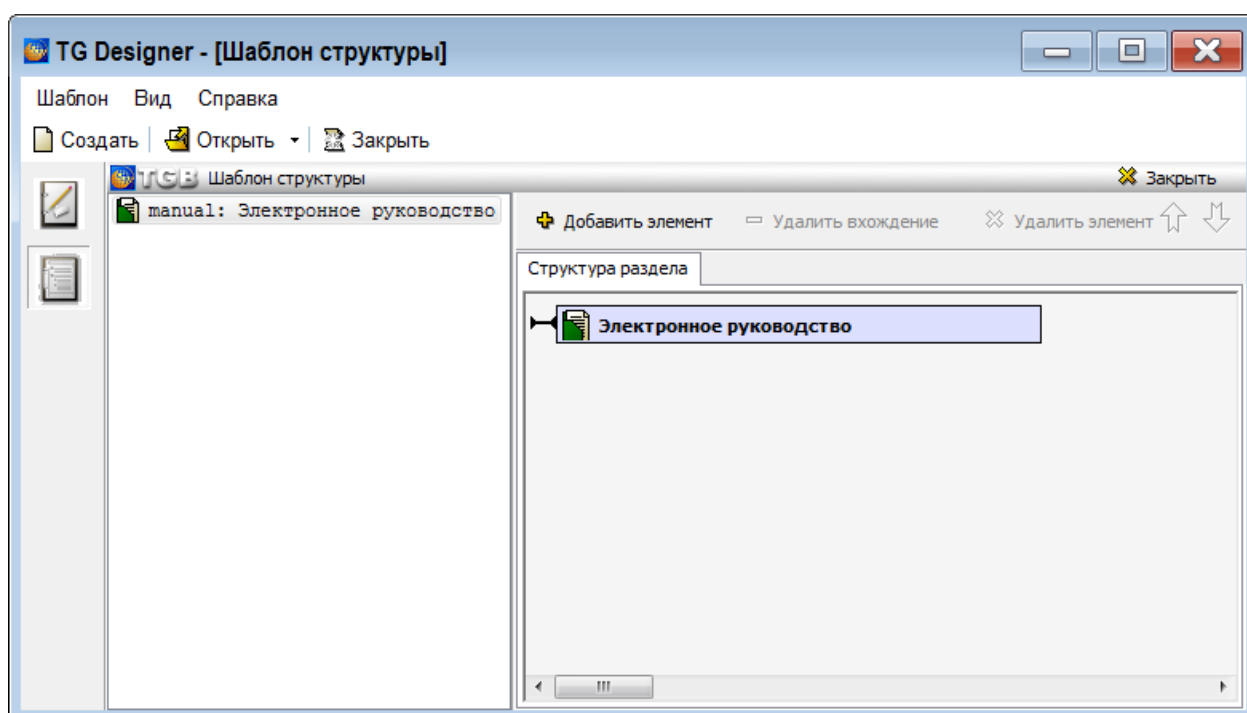 TG Designer - [Шаблон структуры]
Шаблон Вид Справка
Создать Открыть Закрыть
TGB Шаблон структуры Закрыть
manual: Электронное руководство
Добавить элемент Удалить вхождение Удалить элемент
Структура раздела
Электронное руководство